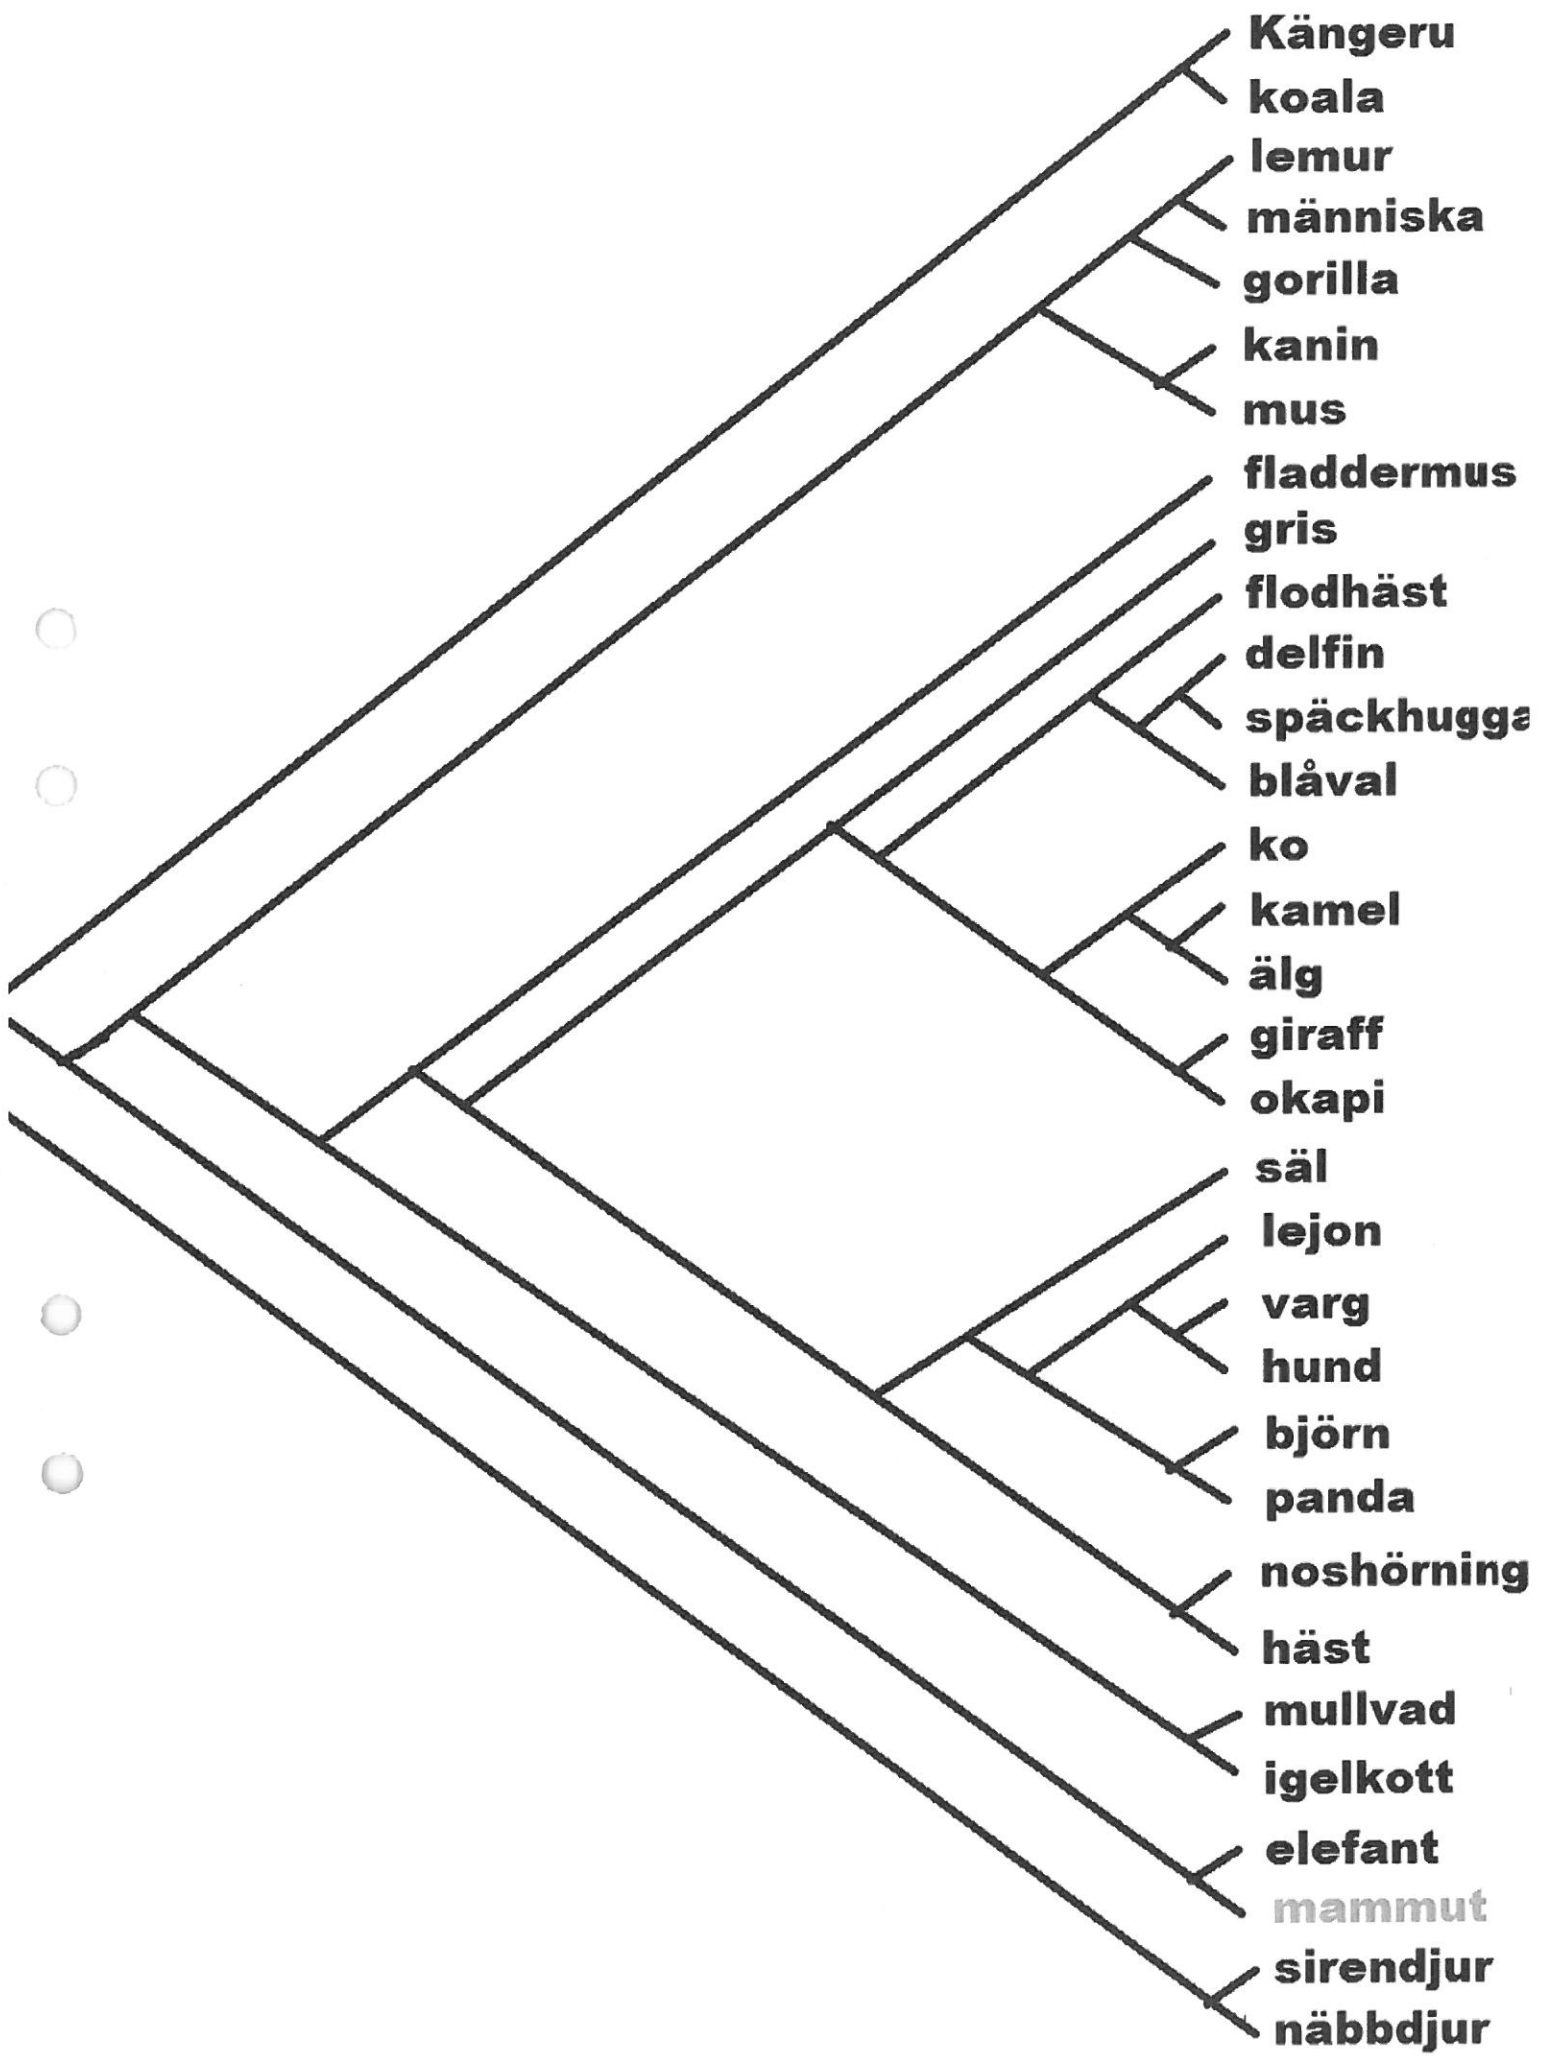 Kängeru
koala
lemur
människa
gorilla
kanin
mus
fladdermus
gris
flodhäst
delfin
späckhugga
blåval
ko
kamel
älg
giraff
okapi
säl
lejon
varg
hund
björn
panda
noshörning
häst
mullvad
igelkott
elefant
mammut
sirendjur
näbbdjur